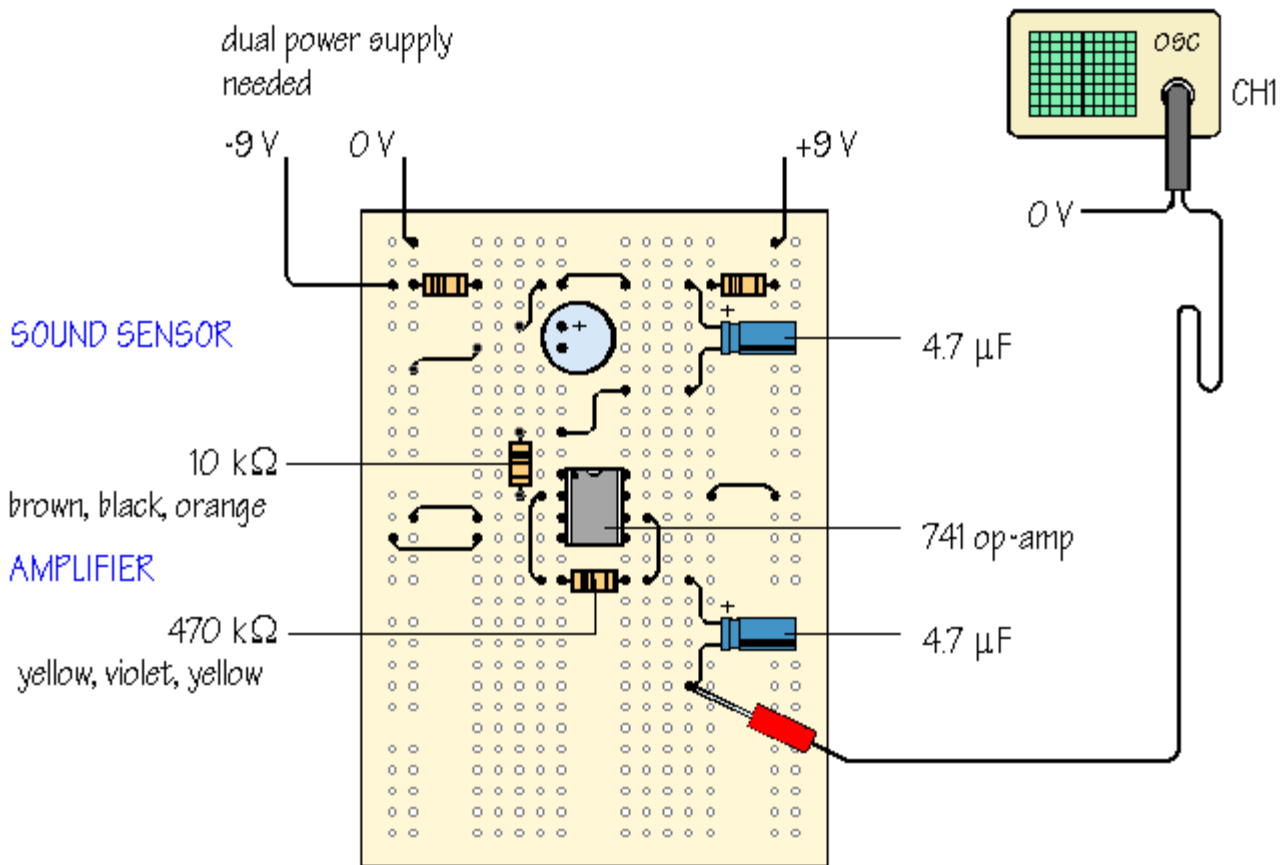 dual power supply
needed
-9 V
0 V
+9 V
OSC
CH1
0 V
SOUND SENSOR
+
+
4.7 μF
10 kΩ
brown, black, orange
741 op-amp
AMPLIFIER
+
470 kΩ
4.7 μF
yellow, violet, yellow